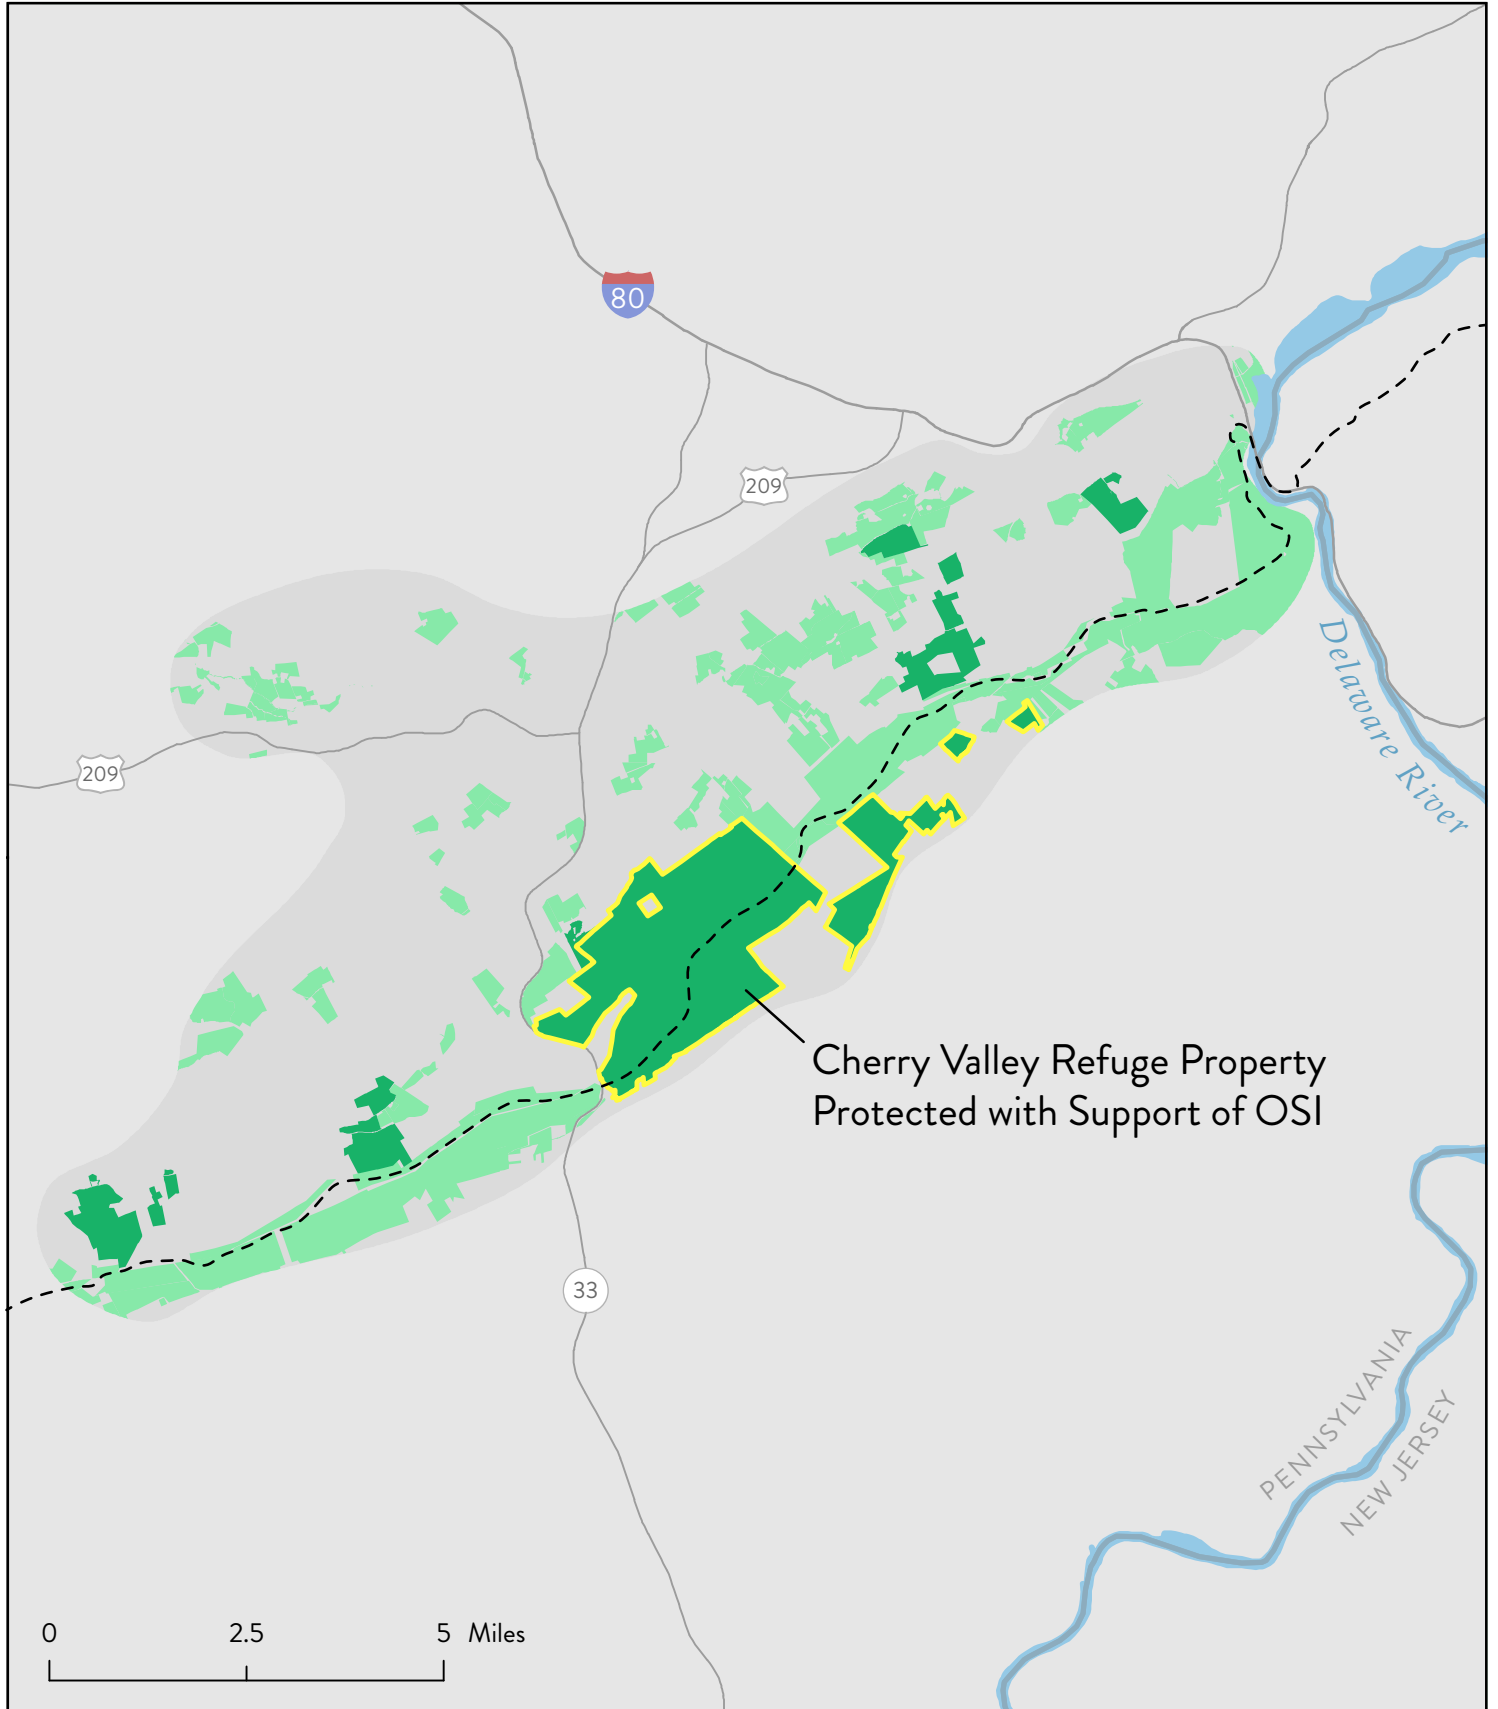 80
209
209
Delaware River
Cherry Valley Refuge Property
Protected with Support of OSI
33
PENNSYLVANIA
NEW JERSEY
0 2.5 5 Miles